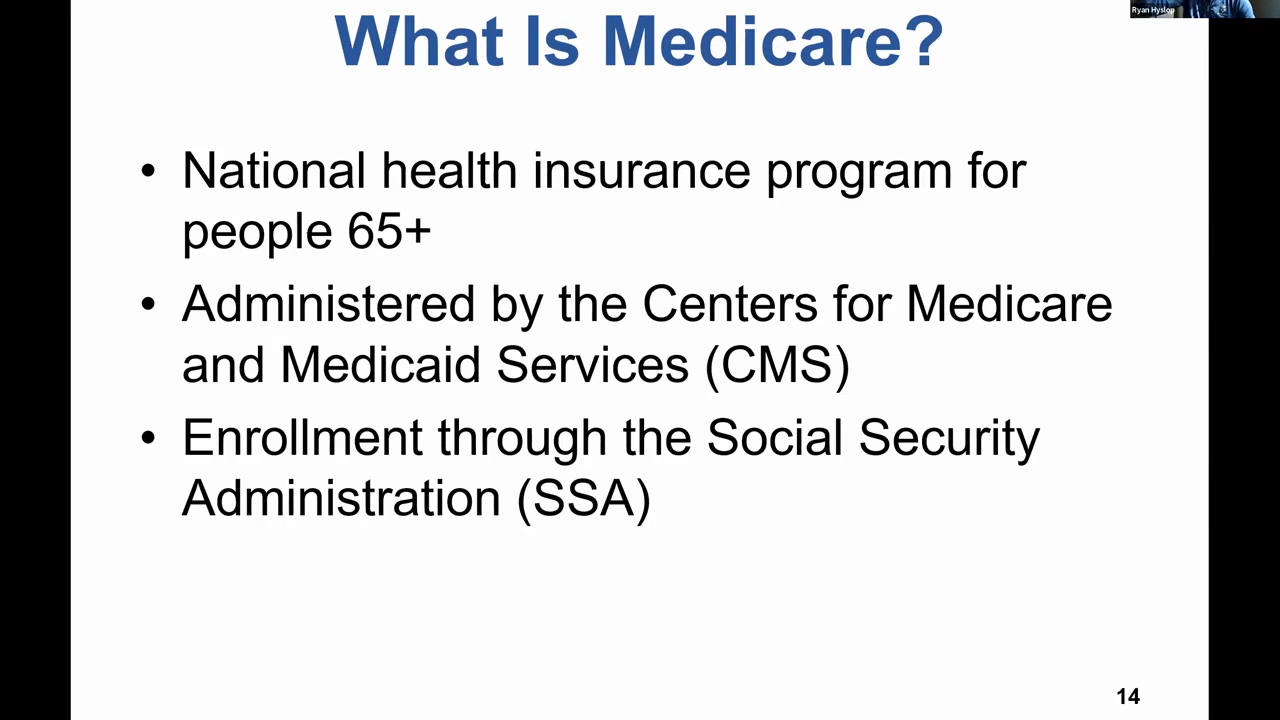 Ryan Hyslop
What Is Medicare?
• National health insurance program for
people 65+
• Administered by the Centers for Medicare
and Medicaid Services (CMS)
• Enrollment through the Social Security
Administration (SSA)
14